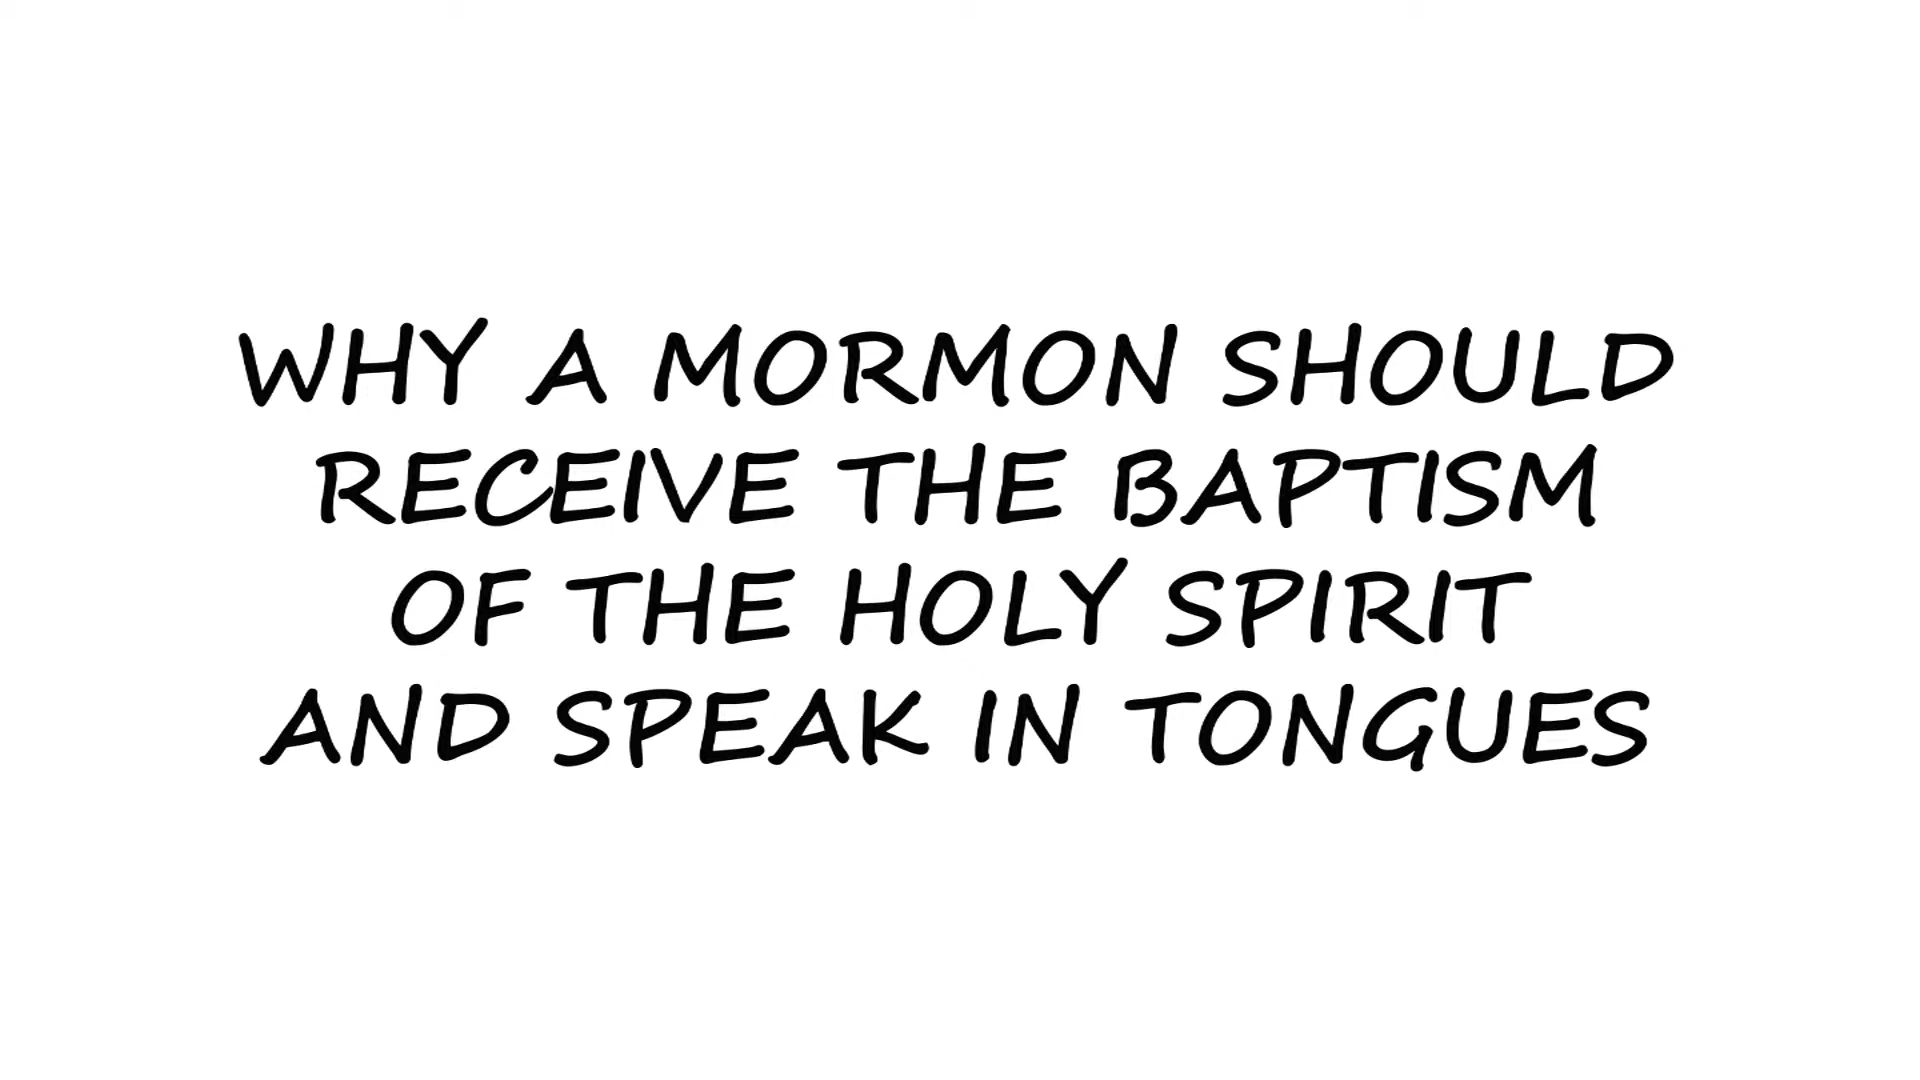 WHY A MORMON SHOULD
RECEIVE THE BAPTISM
OF THE HOLY SPIRIT
AND SPEAK IN TONGUES